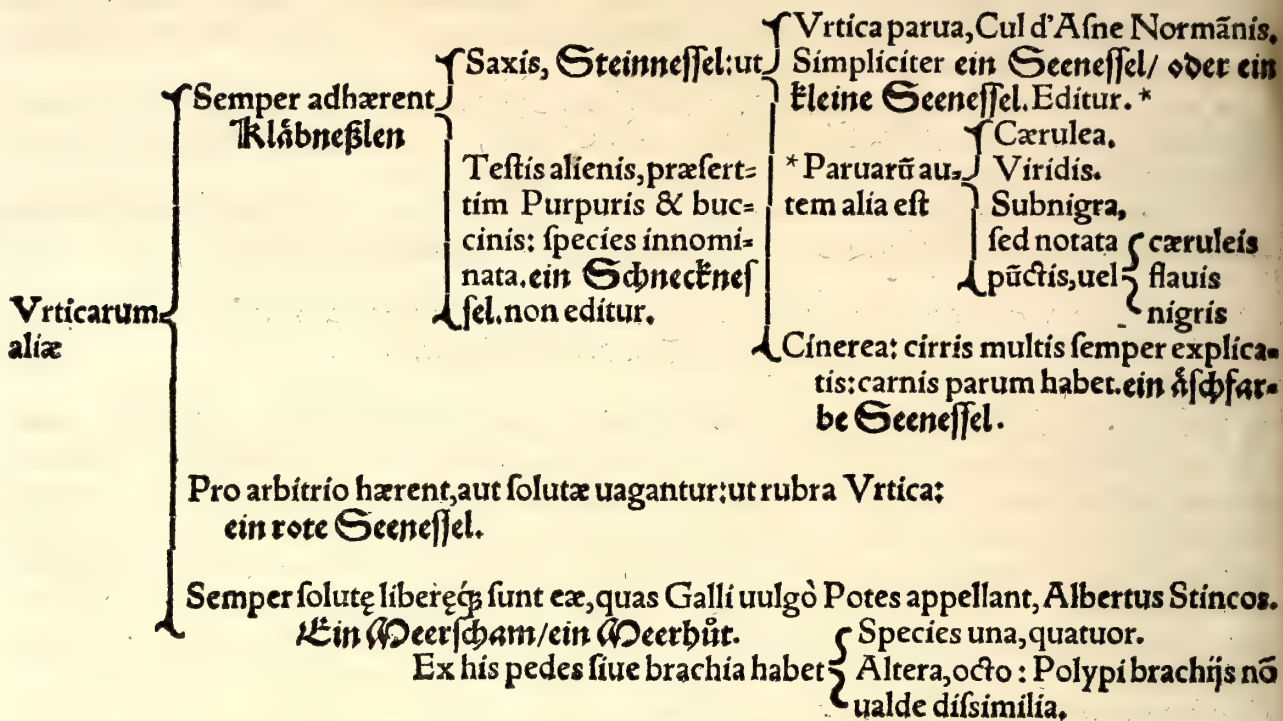 Vrticarum
aliæ
Semper adhærent
Klåbneßlen
Saxis, Steinneſſel: ut
Vrtica parua, Cul d'Aſne Normãnis.
Simpliciter ein Seeneſſel/ oder ein
kleine Seeneſſel. Editur. *
* Paruarũ au⸗
tem alia eſt
Cærulea.
Viridis.
Subnigra,
ſed notata
pũctis, uel
cæruleis
flauis
nigris
Cinerea: cirris multis ſemper explica⸗
tis: carnis parum habet. ein åſchfar⸗
be Seeneſſel.
Teſtis alienis, præſert⸗
tim Purpuris & buc⸗
cinis: ſpecies innomi⸗
nata. ein Schneckneſ
ſel. non editur.
Pro arbitrio hærent, aut ſolutæ uagantur: ut rubra Vrtica:
ein rote Seeneſſel.
Semper ſolutę liberęq́ꝫ ſunt eæ, quas Galli uulgò Potes appellant, Albertus Stincos.
Ein Meerſcham/ ein Meerhůt.
Ex his pedes ſiue brachia habet
Species una, quatuor.
Altera, octo: Polypi brachijs nõ
ualde diſsimilia.